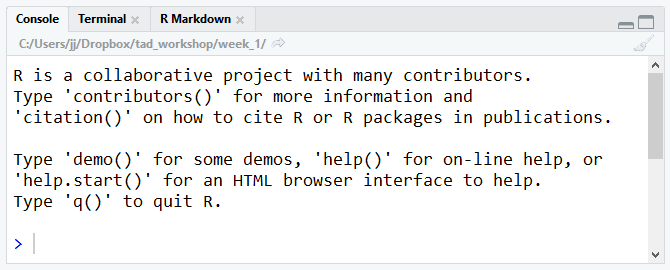 Console Terminal R Markdown
C:/Users/jj/Dropbox/tad_workshop/week_1/
R is a collaborative project with many contributors.
Type 'contributors()' for more information and
'citation()' on how to cite R or R packages in publications.
Type 'demo()' for some demos, 'help()' for on-line help, or
'help.start()' for an HTML browser interface to help.
Type 'q()' to quit R.
>